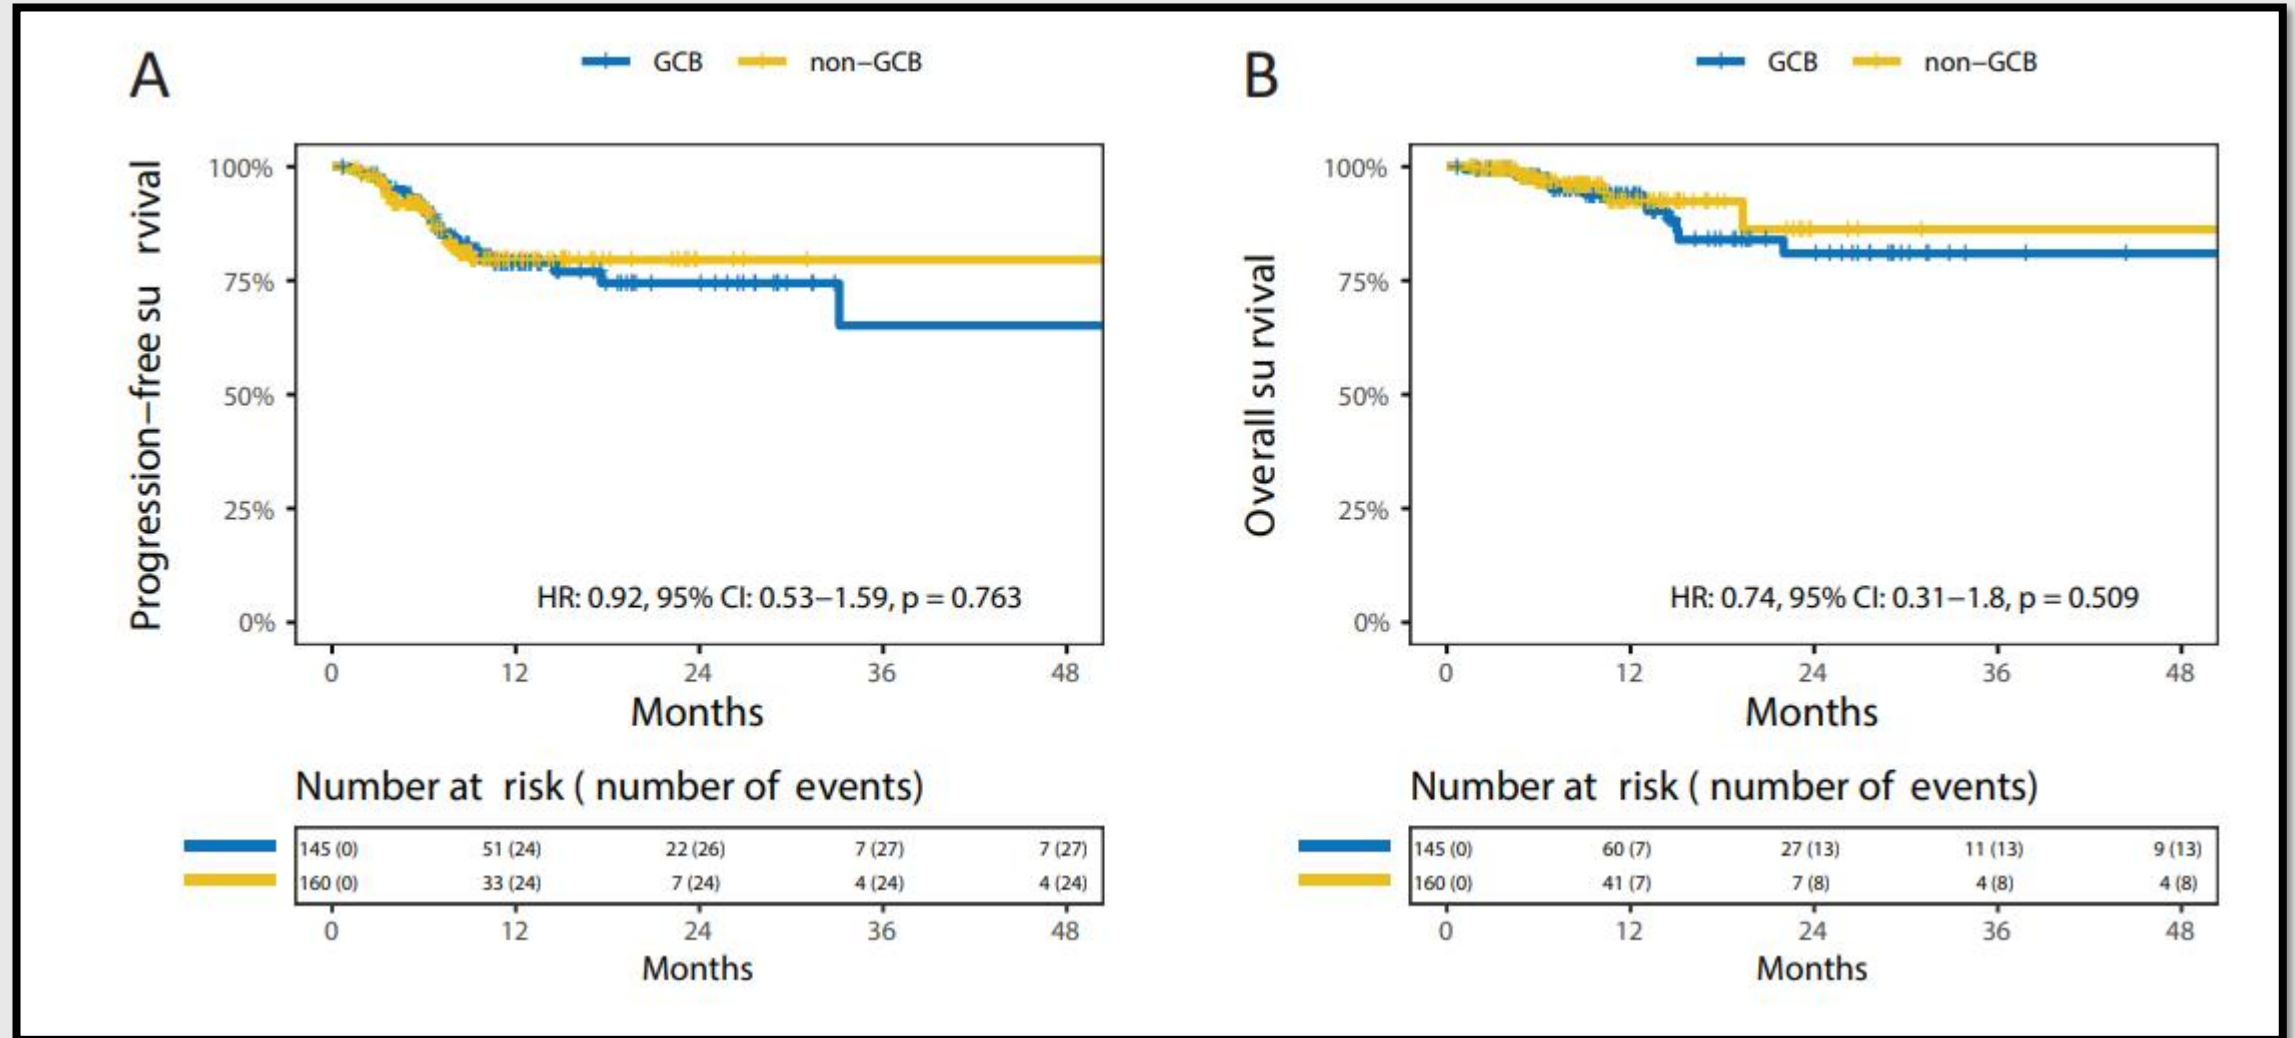 A
GCB non−GCB
Progression−free su rvival
100%
75%
50%
25%
0%
HR: 0.92, 95% CI: 0.53−1.59, p = 0.763
0 12 24 36 48
Months
Number at risk ( number of events)
145 (0) 51 (24) 22 (26) 7 (27) 7 (27)
160 (0) 33 (24) 7 (24) 4 (24) 4 (24)
0 12 24 36 48
Months
B
GCB non−GCB
Overall su rvival
100%
75%
50%
25%
0%
HR: 0.74, 95% CI: 0.31−1.8, p = 0.509
0 12 24 36 48
Months
Number at risk ( number of events)
145 (0) 60 (7) 27 (13) 11 (13) 9 (13)
160 (0) 41 (7) 7 (8) 4 (8) 4 (8)
0 12 24 36 48
Months